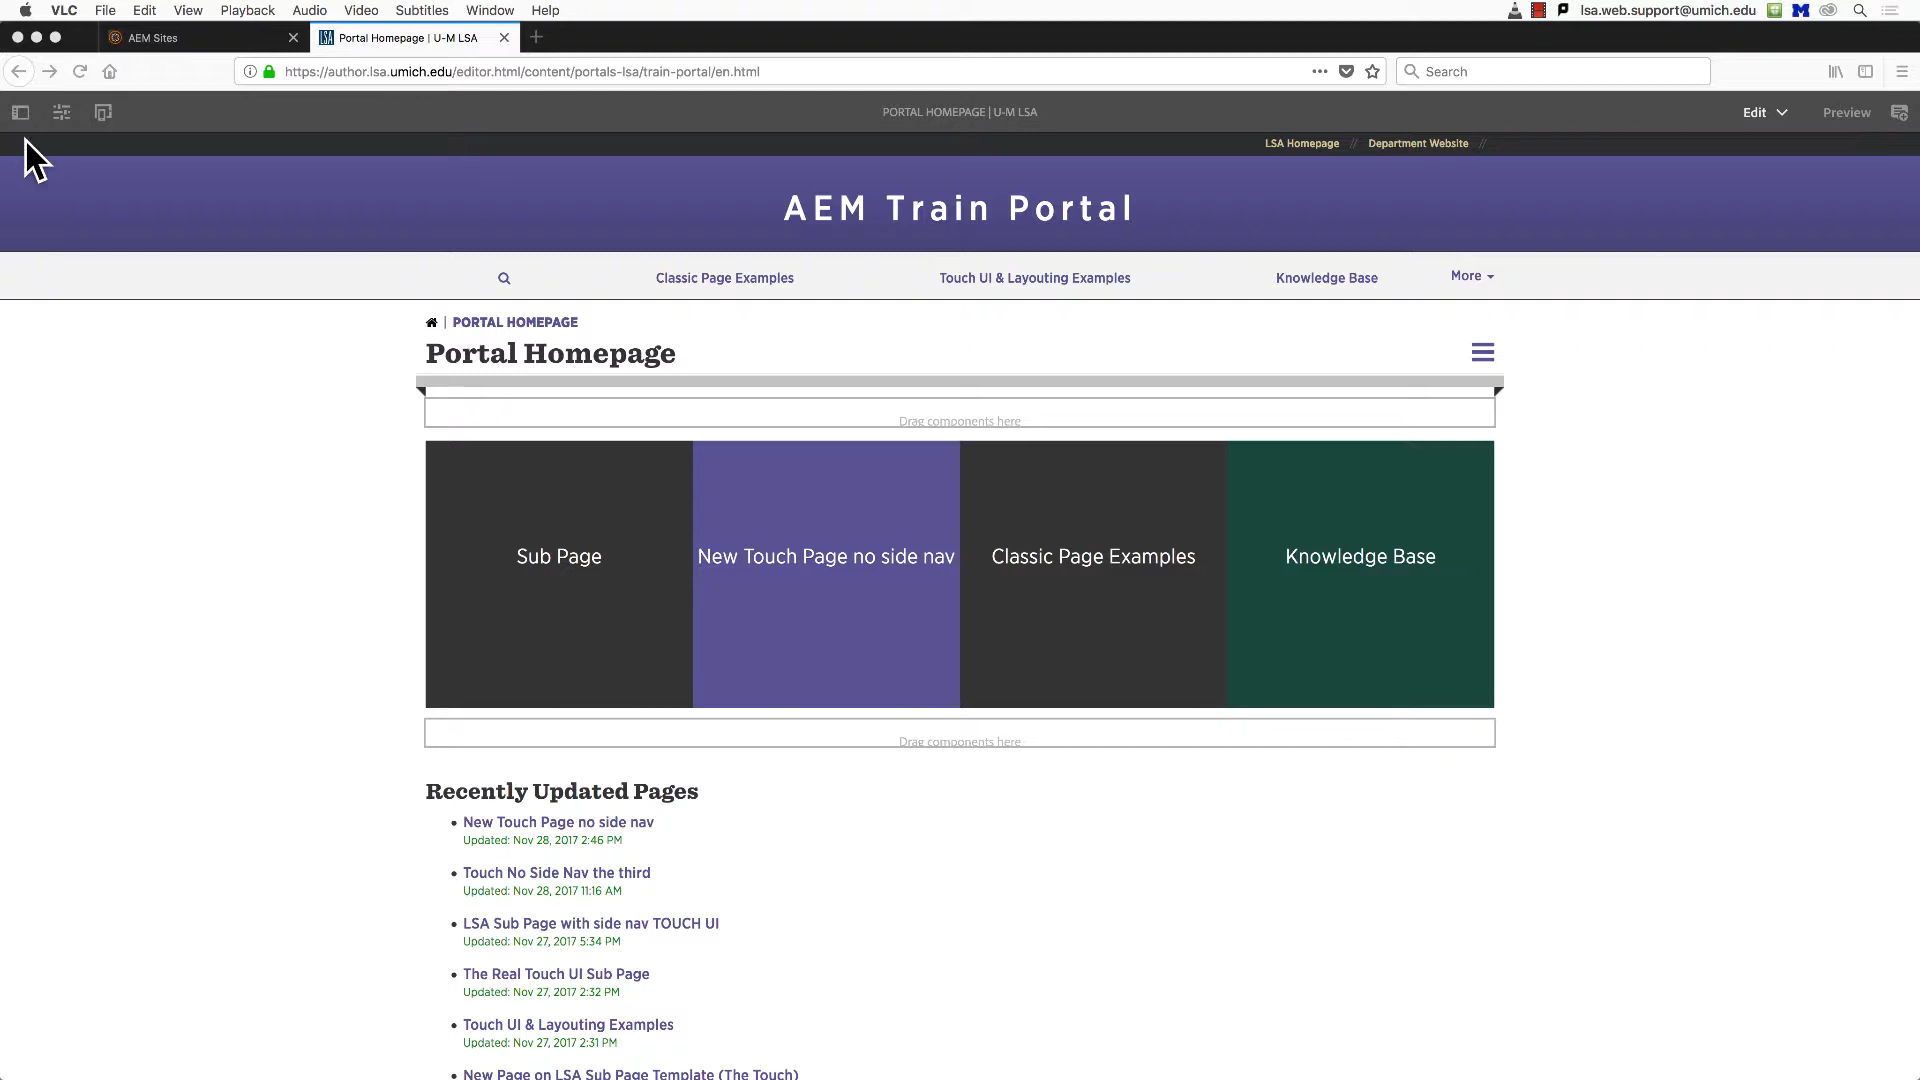 VLC File Edit View Playback Audio Video Subtitles Window Help lsa.web.support@umich.edu
AEM Sites Portal Homepage | U-M LSA
https://author.lsa.umich.edu/editor.html/content/portals-lsa/train-portal/en.html Search
PORTAL HOMEPAGE | U-M LSA Edit Preview
LSA Homepage // Department Website //
AEM Train Portal
Classic Page Examples Touch UI & Layouting Examples Knowledge Base More
| PORTAL HOMEPAGE
Portal Homepage
Drag components here
Sub Page New Touch Page no side nav Classic Page Examples Knowledge Base
Drag components here
Recently Updated Pages
• New Touch Page no side nav
Updated: Nov 28, 2017 2:46 PM
• Touch No Side Nav the third
Updated: Nov 28, 2017 11:16 AM
• LSA Sub Page with side nav TOUCH UI
Updated: Nov 27, 2017 5:34 PM
• The Real Touch UI Sub Page
Updated: Nov 27, 2017 2:32 PM
• Touch UI & Layouting Examples
Updated: Nov 27, 2017 2:31 PM
• New Page on LSA Sub Page Template (The Touch)